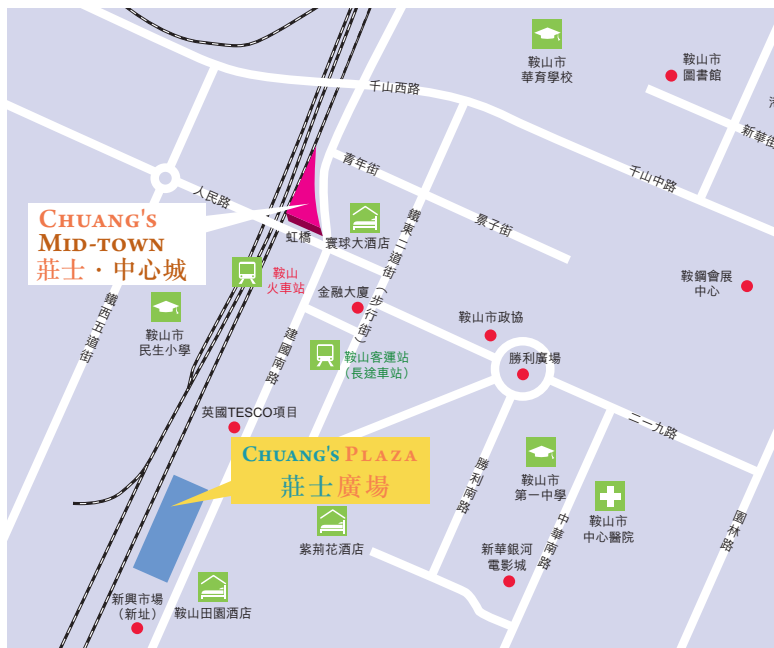 鞍山市
華育學校
鞍山市
圖書館
千山西路
新華街
青年街
千山中路
人民路
CHUANG'S
MID-TOWN
莊士·中心城
虹橋
寰球大酒店
鐵東二道街（步行街）
景子街
鞍山
火車站
金融大廈
鞍鋼會展
中心
鐵西五道街
鞍山市
民生小學
建國南路
鞍山市政協
鞍山客運站
（長途車站）
勝利廣場
英國TESCO項目
二一九路
CHUANG'S PLAZA
莊士廣場
勝利南路
鞍山市
第一中學
中華南路
鞍山市
中心醫院
園林路
紫荊花酒店
新華銀河
電影城
新興市場
（新址）
鞍山田園酒店